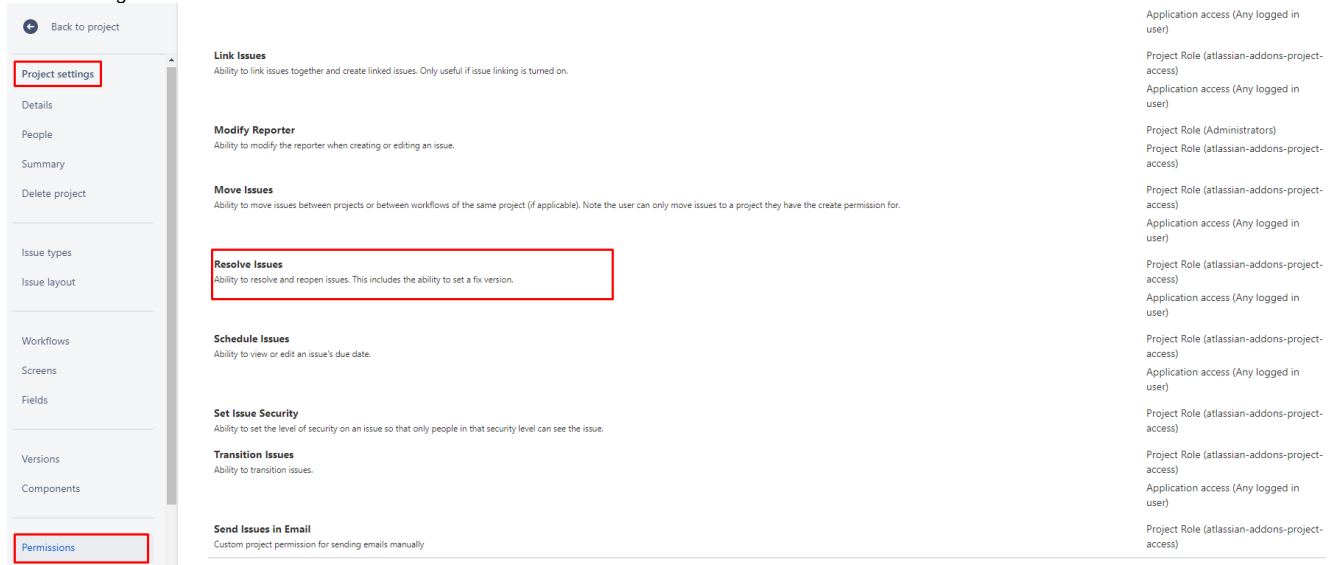 Back to project
Project settings
Details
People
Summary
Delete project
Issue types
Issue layout
Workflows
Screens
Fields
Versions
Components
Permissions
Application access (Any logged in
user)
Link Issues
Ability to link issues together and create linked issues. Only useful if issue linking is turned on.
Project Role (atlassian-addons-project-
access)
Application access (Any logged in
user)
Modify Reporter
Ability to modify the reporter when creating or editing an issue.
Project Role (Administrators)
Project Role (atlassian-addons-project-
access)
Move Issues
Ability to move issues between projects or between workflows of the same project (if applicable). Note the user can only move issues to a project they have the create permission for.
Project Role (atlassian-addons-project-
access)
Application access (Any logged in
user)
Resolve Issues
Ability to resolve and reopen issues. This includes the ability to set a fix version.
Project Role (atlassian-addons-project-
access)
Application access (Any logged in
user)
Schedule Issues
Ability to view or edit an issue's due date.
Project Role (atlassian-addons-project-
access)
Application access (Any logged in
user)
Set Issue Security
Ability to set the level of security on an issue so that only people in that security level can see the issue.
Project Role (atlassian-addons-project-
access)
Transition Issues
Ability to transition issues.
Project Role (atlassian-addons-project-
access)
Application access (Any logged in
user)
Send Issues in Email
Custom project permission for sending emails manually
Project Role (atlassian-addons-project-
access)